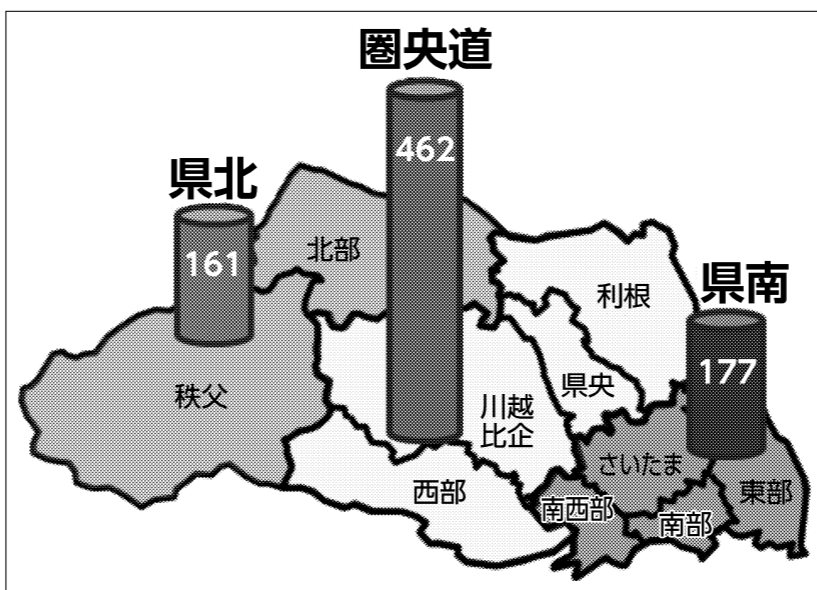 圏央道
462
県北
161
北部
利根
県南
177
秩父
川越
比企
県央
さいたま
東部
西部
南西部
南部